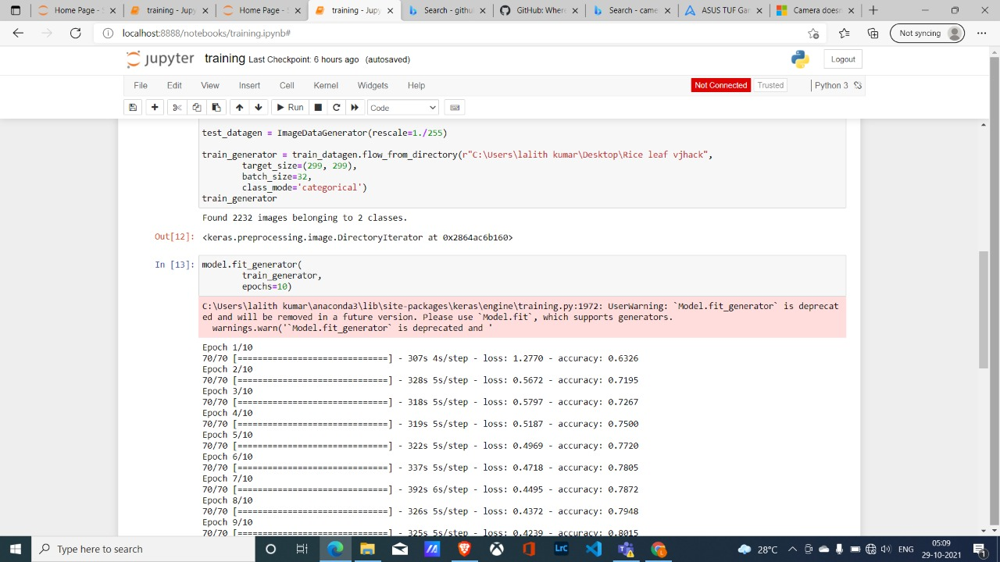 Home Page - S
training - Jupy
Home Page - S
training - Jupy
Search - githu
GitHub: Where
Search - came
ASUS TUF Gar
Camera doesn
localhost:8888/notebooks/training.ipynb#
Not syncing
jupyter training Last Checkpoint: 6 hours ago (autosaved)
Logout
File Edit View Insert Cell Kernel Widgets Help
Not Connected Trusted Python 3
Run Code
test_datagen = ImageDataGenerator(rescale=1./255)
train_generator = train_datagen.flow_from_directory(r"C:\Users\lalith kumar\Desktop\Rice leaf vjhack",
target_size=(299, 299),
batch_size=32,
class_mode='categorical')
train_generator
Found 2232 images belonging to 2 classes.
Out[12]: <keras.preprocessing.image.DirectoryIterator at 0x2864ac6b160>
In [13]: model.fit_generator(
train_generator,
epochs=10)
C:\Users\lalith kumar\anaconda3\lib\site-packages\keras\engine\training.py:1972: UserWarning: `Model.fit_generator` is deprecat
ed and will be removed in a future version. Please use `Model.fit`, which supports generators.
warnings.warn('`Model.fit_generator` is deprecated and '
Epoch 1/10
70/70 [==============================] - 307s 4s/step - loss: 1.2770 - accuracy: 0.6326
Epoch 2/10
70/70 [==============================] - 328s 5s/step - loss: 0.5672 - accuracy: 0.7195
Epoch 3/10
70/70 [==============================] - 318s 5s/step - loss: 0.5797 - accuracy: 0.7267
Epoch 4/10
70/70 [==============================] - 319s 5s/step - loss: 0.5187 - accuracy: 0.7500
Epoch 5/10
70/70 [==============================] - 322s 5s/step - loss: 0.4969 - accuracy: 0.7720
Epoch 6/10
70/70 [==============================] - 337s 5s/step - loss: 0.4718 - accuracy: 0.7805
Epoch 7/10
70/70 [==============================] - 392s 6s/step - loss: 0.4495 - accuracy: 0.7872
Epoch 8/10
70/70 [==============================] - 326s 5s/step - loss: 0.4372 - accuracy: 0.7948
Epoch 9/10
70/70 [==============================] - 325s 5s/step - loss: 0.4239 - accuracy: 0.8015
Type here to search
LrC
28°C
ENG
05:09
29-10-2021
1